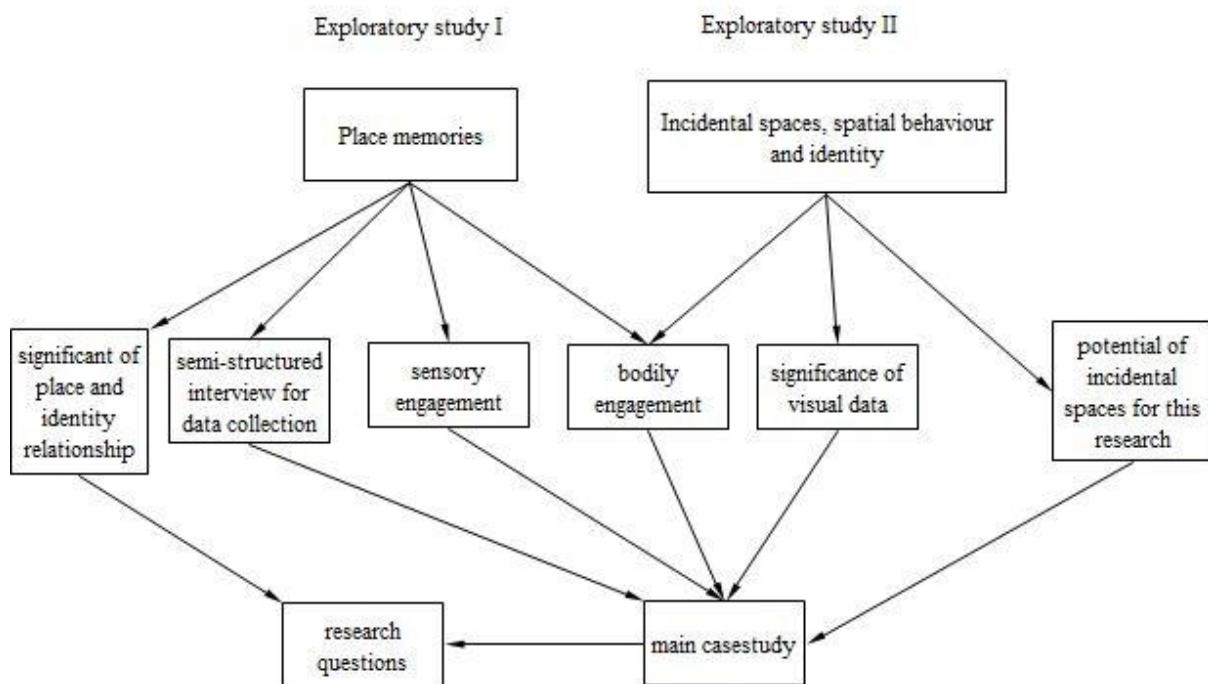 Exploratory study I
Exploratory study II
Place memories
Incidental spaces, spatial behaviour
and identity
significant of
place and
identity
relationship
semi-structured
interview for
data collection
sensory
engagement
bodily
engagement
significance of
visual data
potential of
incidental
spaces for this
research
research
questions
main casestudy